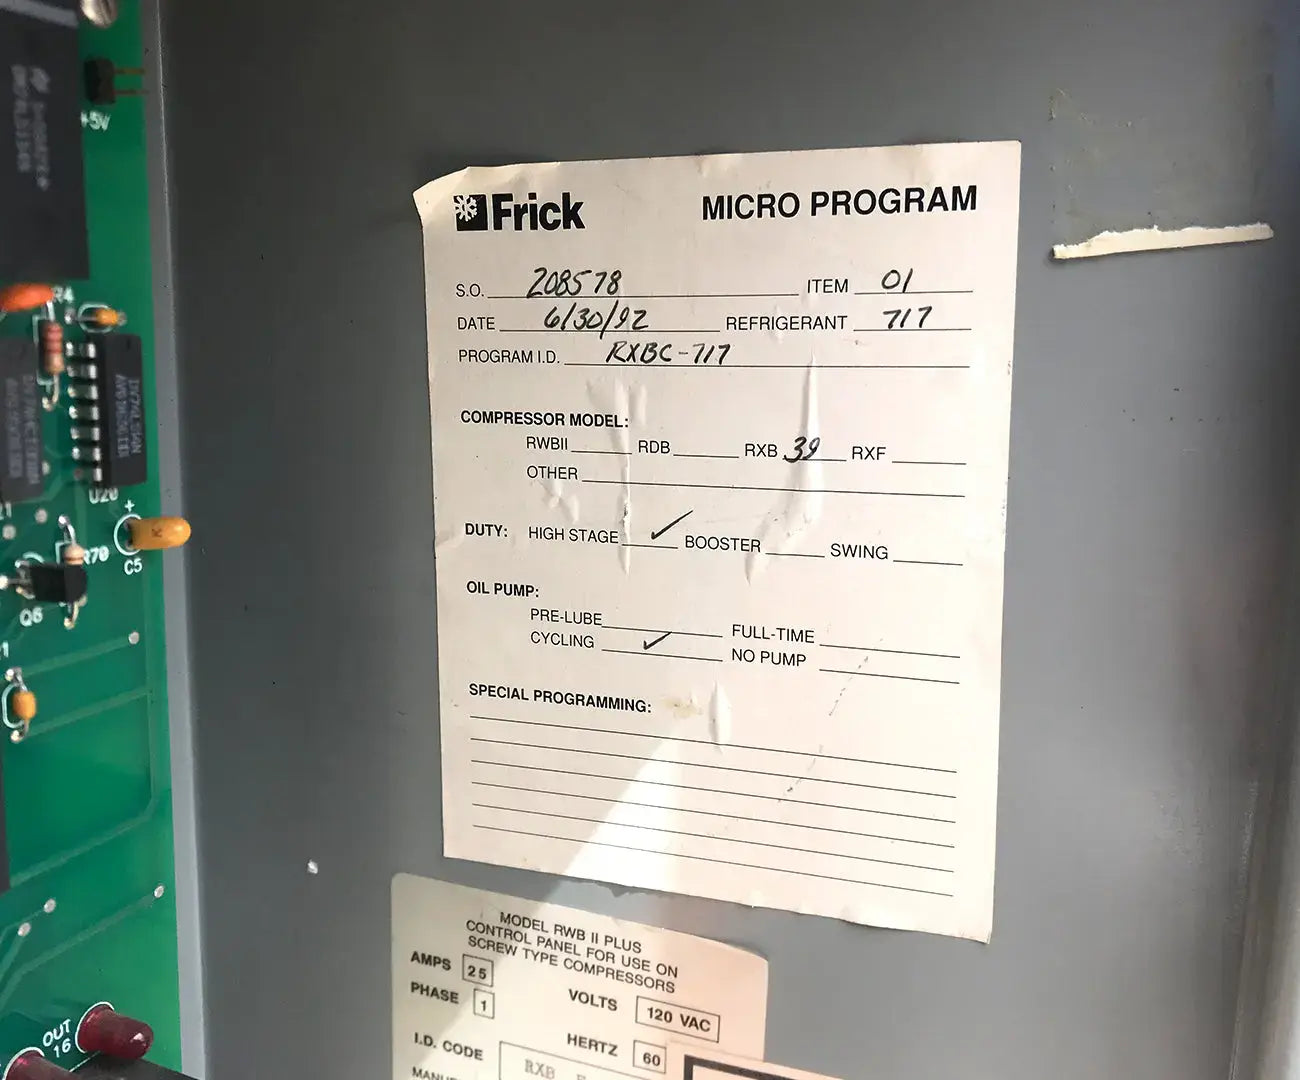 Frick MICRO PROGRAM
S.O. 208578 ITEM 01
DATE 6/30/92 REFRIGERANT 717
PROGRAM I.D. RXBC-717
COMPRESSOR MODEL:
RWBII RDB RXB 39 RXF
OTHER
DUTY: HIGH STAGE ✓ BOOSTER SWING
OIL PUMP:
PRE-LUBE FULL-TIME
CYCLING ✓ NO PUMP
SPECIAL PROGRAMMING:
MODEL RWB II PLUS
CONTROL PANEL FOR USE ON
SCREW TYPE COMPRESSORS
AMPS 25 VOLTS 120 VAC
PHASE 1 HERTZ 60
I.D. CODE RXB
+5V
R4
U20
+
R70
C5
Q6
OUT
16